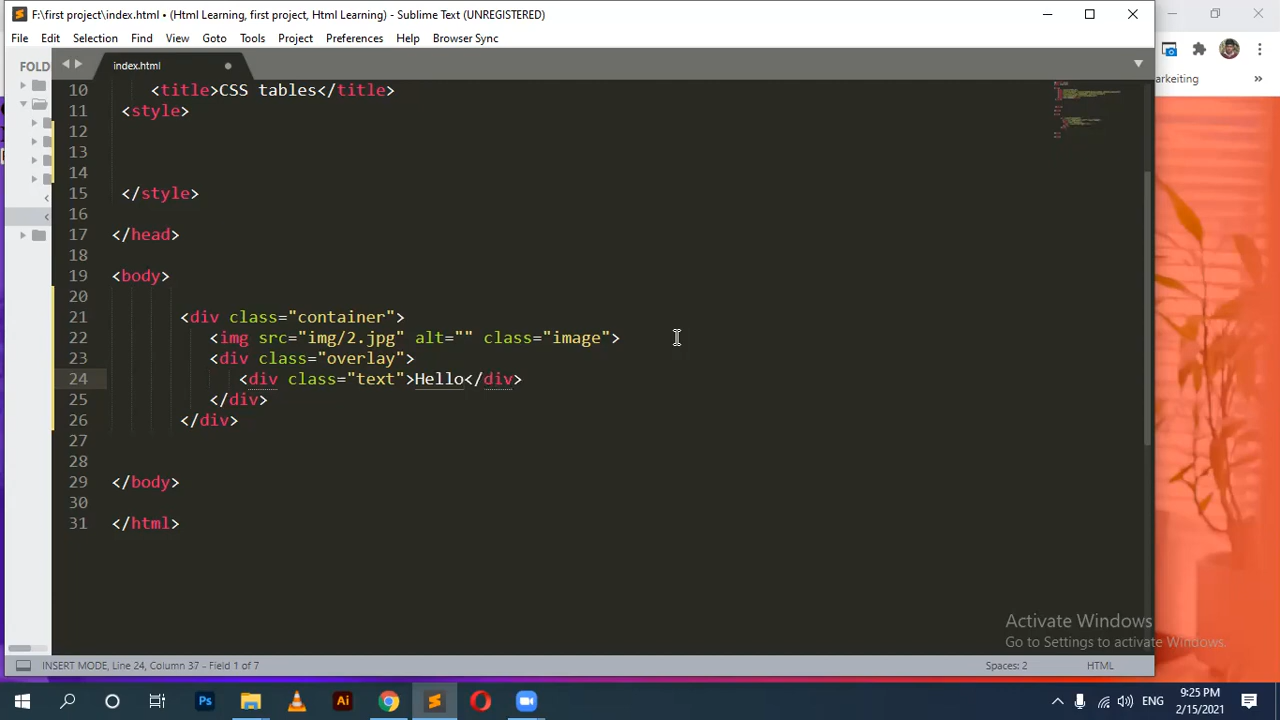 F:\first project\index.html • (Html Learning, first project, Html Learning) - Sublime Text (UNREGISTERED)
File Edit Selection Find View Goto Tools Project Preferences Help Browser Sync
FOLD
index.html
arkeiting
10 <title>CSS tables</title>
11 <style>
12
13
14
15 </style>
16
17 </head>
18
19 <body>
20
21 <div class="container">
22 <img src="img/2.jpg" alt="" class="image">
23 <div class="overlay">
24 <div class="text">Hello</div>
25 </div>
26 </div>
27
28
29 </body>
30
31 </html>
Activate Windows
Go to Settings to activate Windows.
INSERT MODE, Line 24, Column 37 - Field 1 of 7
Spaces: 2
HTML
Ps
Ai
ENG
9:25 PM
2/15/2021